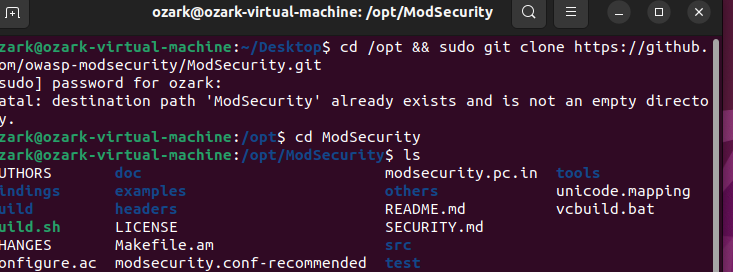 ozark@ozark-virtual-machine: /opt/ModSecurity
zark@ozark-virtual-machine:~/Desktop$ cd /opt && sudo git clone https://github.
om/owasp-modsecurity/ModSecurity.git
sudo] password for ozark:
atal: destination path 'ModSecurity' already exists and is not an empty directo
y.
zark@ozark-virtual-machine:/opt$ cd ModSecurity
zark@ozark-virtual-machine:/opt/ModSecurity$ ls
UTHORS doc modsecurity.pc.in tools
indings examples others unicode.mapping
uild headers README.md vcbuild.bat
uild.sh LICENSE SECURITY.md
HANGES Makefile.am src
onfigure.ac modsecurity.conf-recommended test